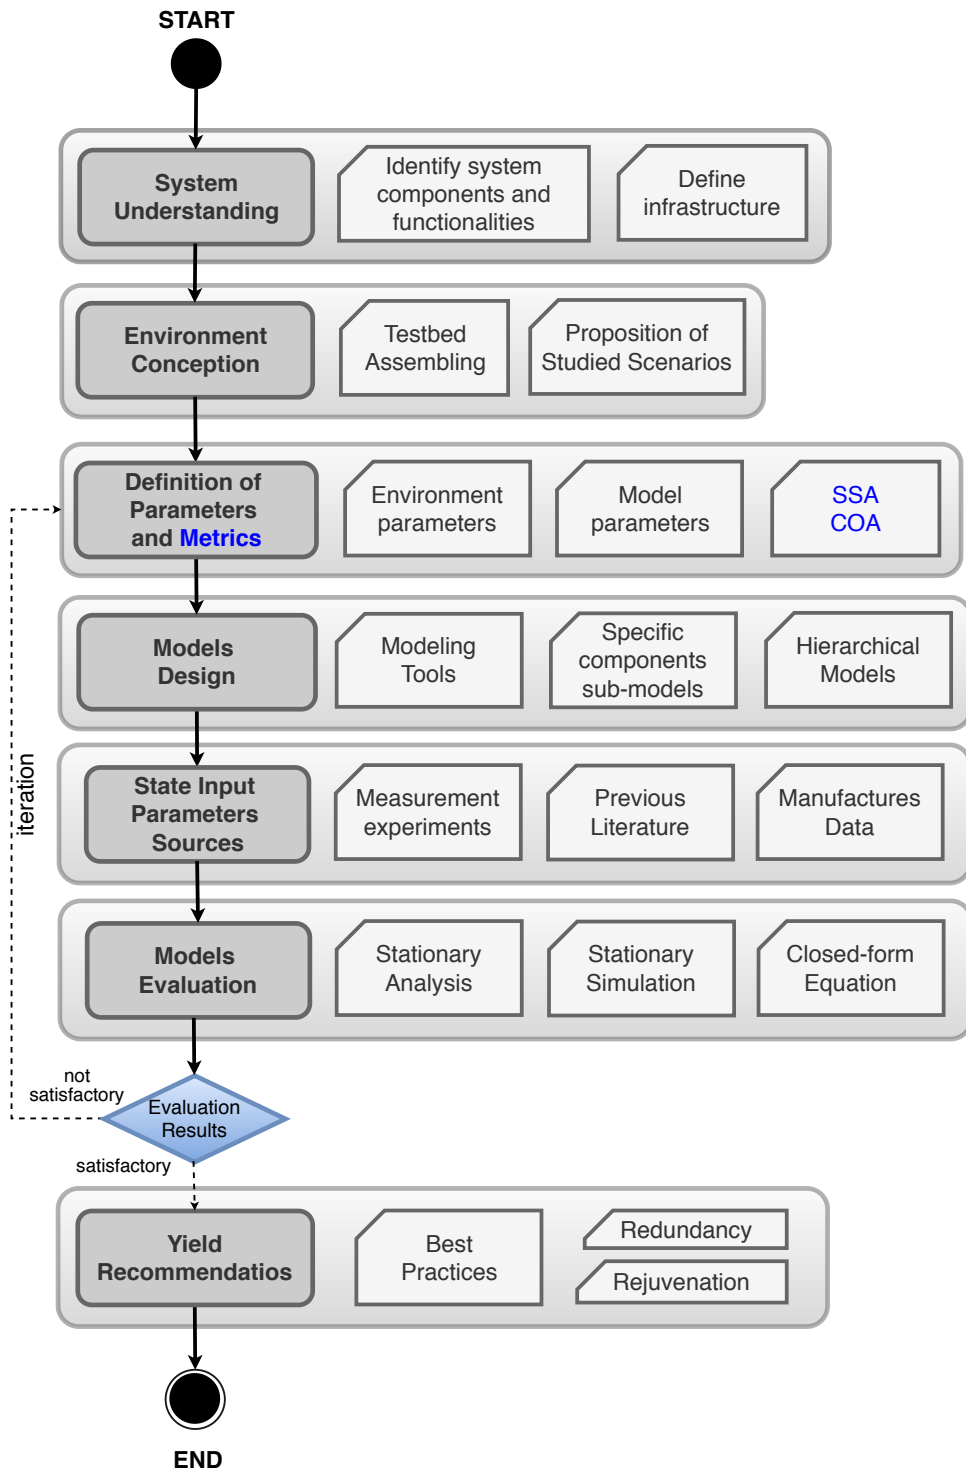 START
System
Understanding
Identify system
components and
functionalities
Define
infrastructure
Environment
Conception
Testbed
Assembling
Proposition of
Studied Scenarios
Definition of
Parameters
and Metrics
Environment
parameters
Model
parameters
SSA
COA
Models
Design
Modeling
Tools
Specific
components
sub-models
Hierarchical
Models
iteration
State Input
Parameters
Sources
Measurement
experiments
Previous
Literature
Manufactures
Data
Models
Evaluation
Stationary
Analysis
Stationary
Simulation
Closed-form
Equation
not
satisfactory
Evaluation
Results
satisfactory
Yield
Recommendatios
Best
Practices
Redundancy
Rejuvenation
END